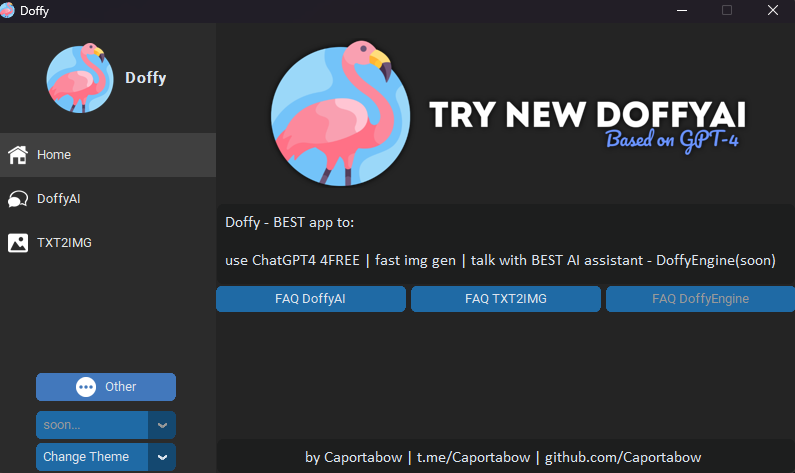 Doffy
Doffy
Home
DoffyAI
TXT2IMG
Other
soon...
Change Theme
TRY NEW DOFFYAI
Based on GPT-4
Doffy - BEST app to:
use ChatGPT4 4FREE | fast img gen | talk with BEST AI assistant - DoffyEngine(soon)
FAQ DoffyAI
FAQ TXT2IMG
FAQ DoffyEngine
by Caportabow | t.me/Caportabow | github.com/Caportabow